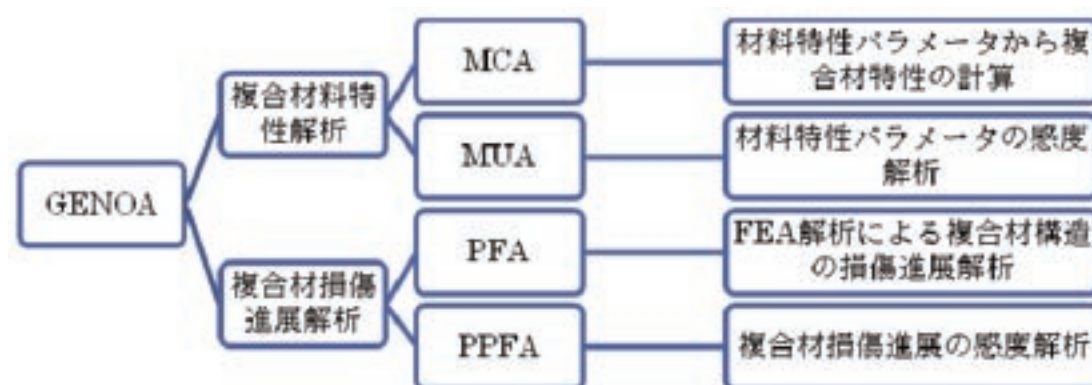 GENOA
複合材料特
性解析
複合材損傷
進展解析
MCA
MUA
PFA
PPFA
材料特性パラメータから複
合材特性の計算
材料特性パラメータの感度
解析
FEA解析による複合材構造
の損傷進展解析
複合材損傷進展の感度解析